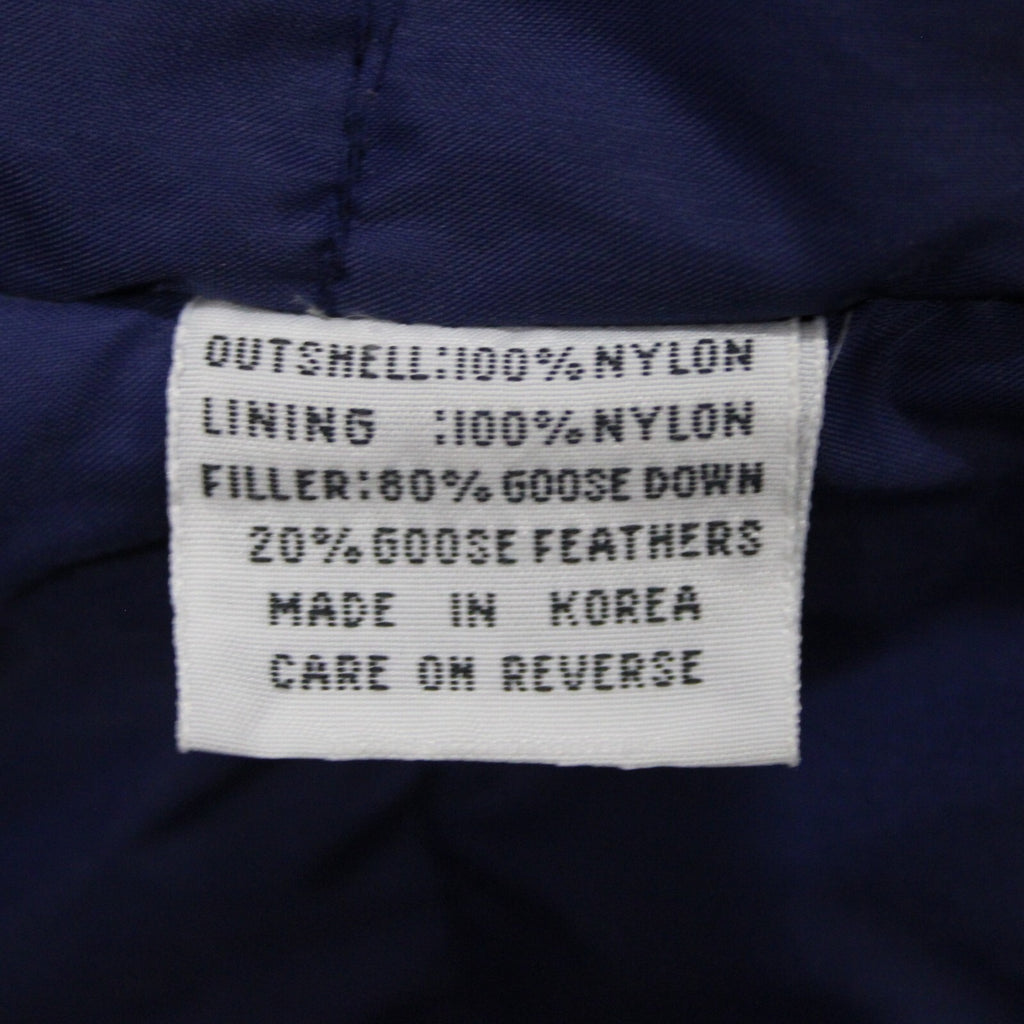 OUTSHELL:100% NYLON
LINING :100% NYLON
FILLER:80% GOOSE DOWN
20% GOOSE FEATHERS
MADE IN KOREA
CARE ON REVERSE